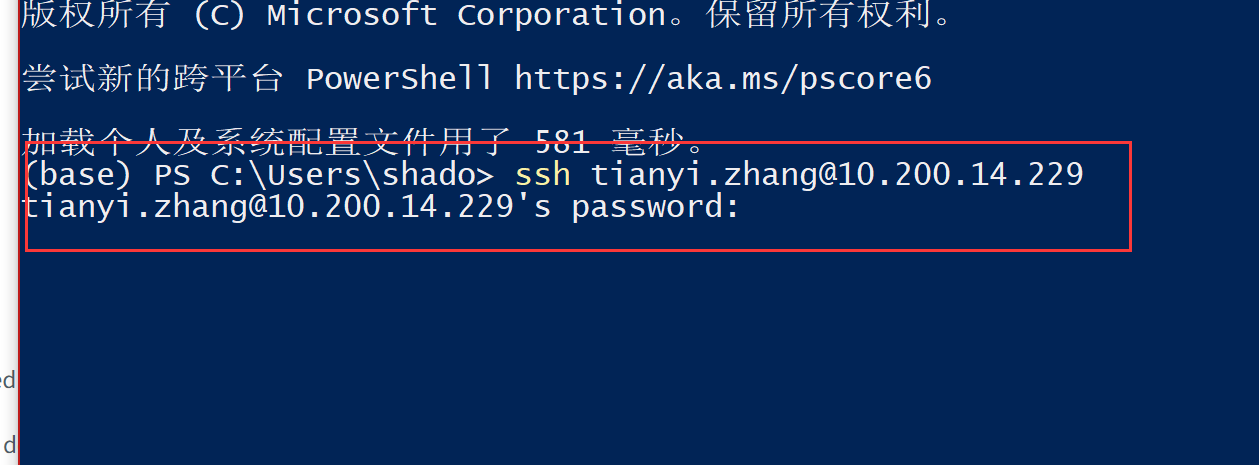 版权所有 (C) Microsoft Corporation。保留所有权利。
尝试新的跨平台 PowerShell https://aka.ms/pscore6
加载个人及系统配置文件用了 581 毫秒。
(base) PS C:\Users\shado> ssh tianyi.zhang@10.200.14.229
tianyi.zhang@10.200.14.229's password:
ed
d